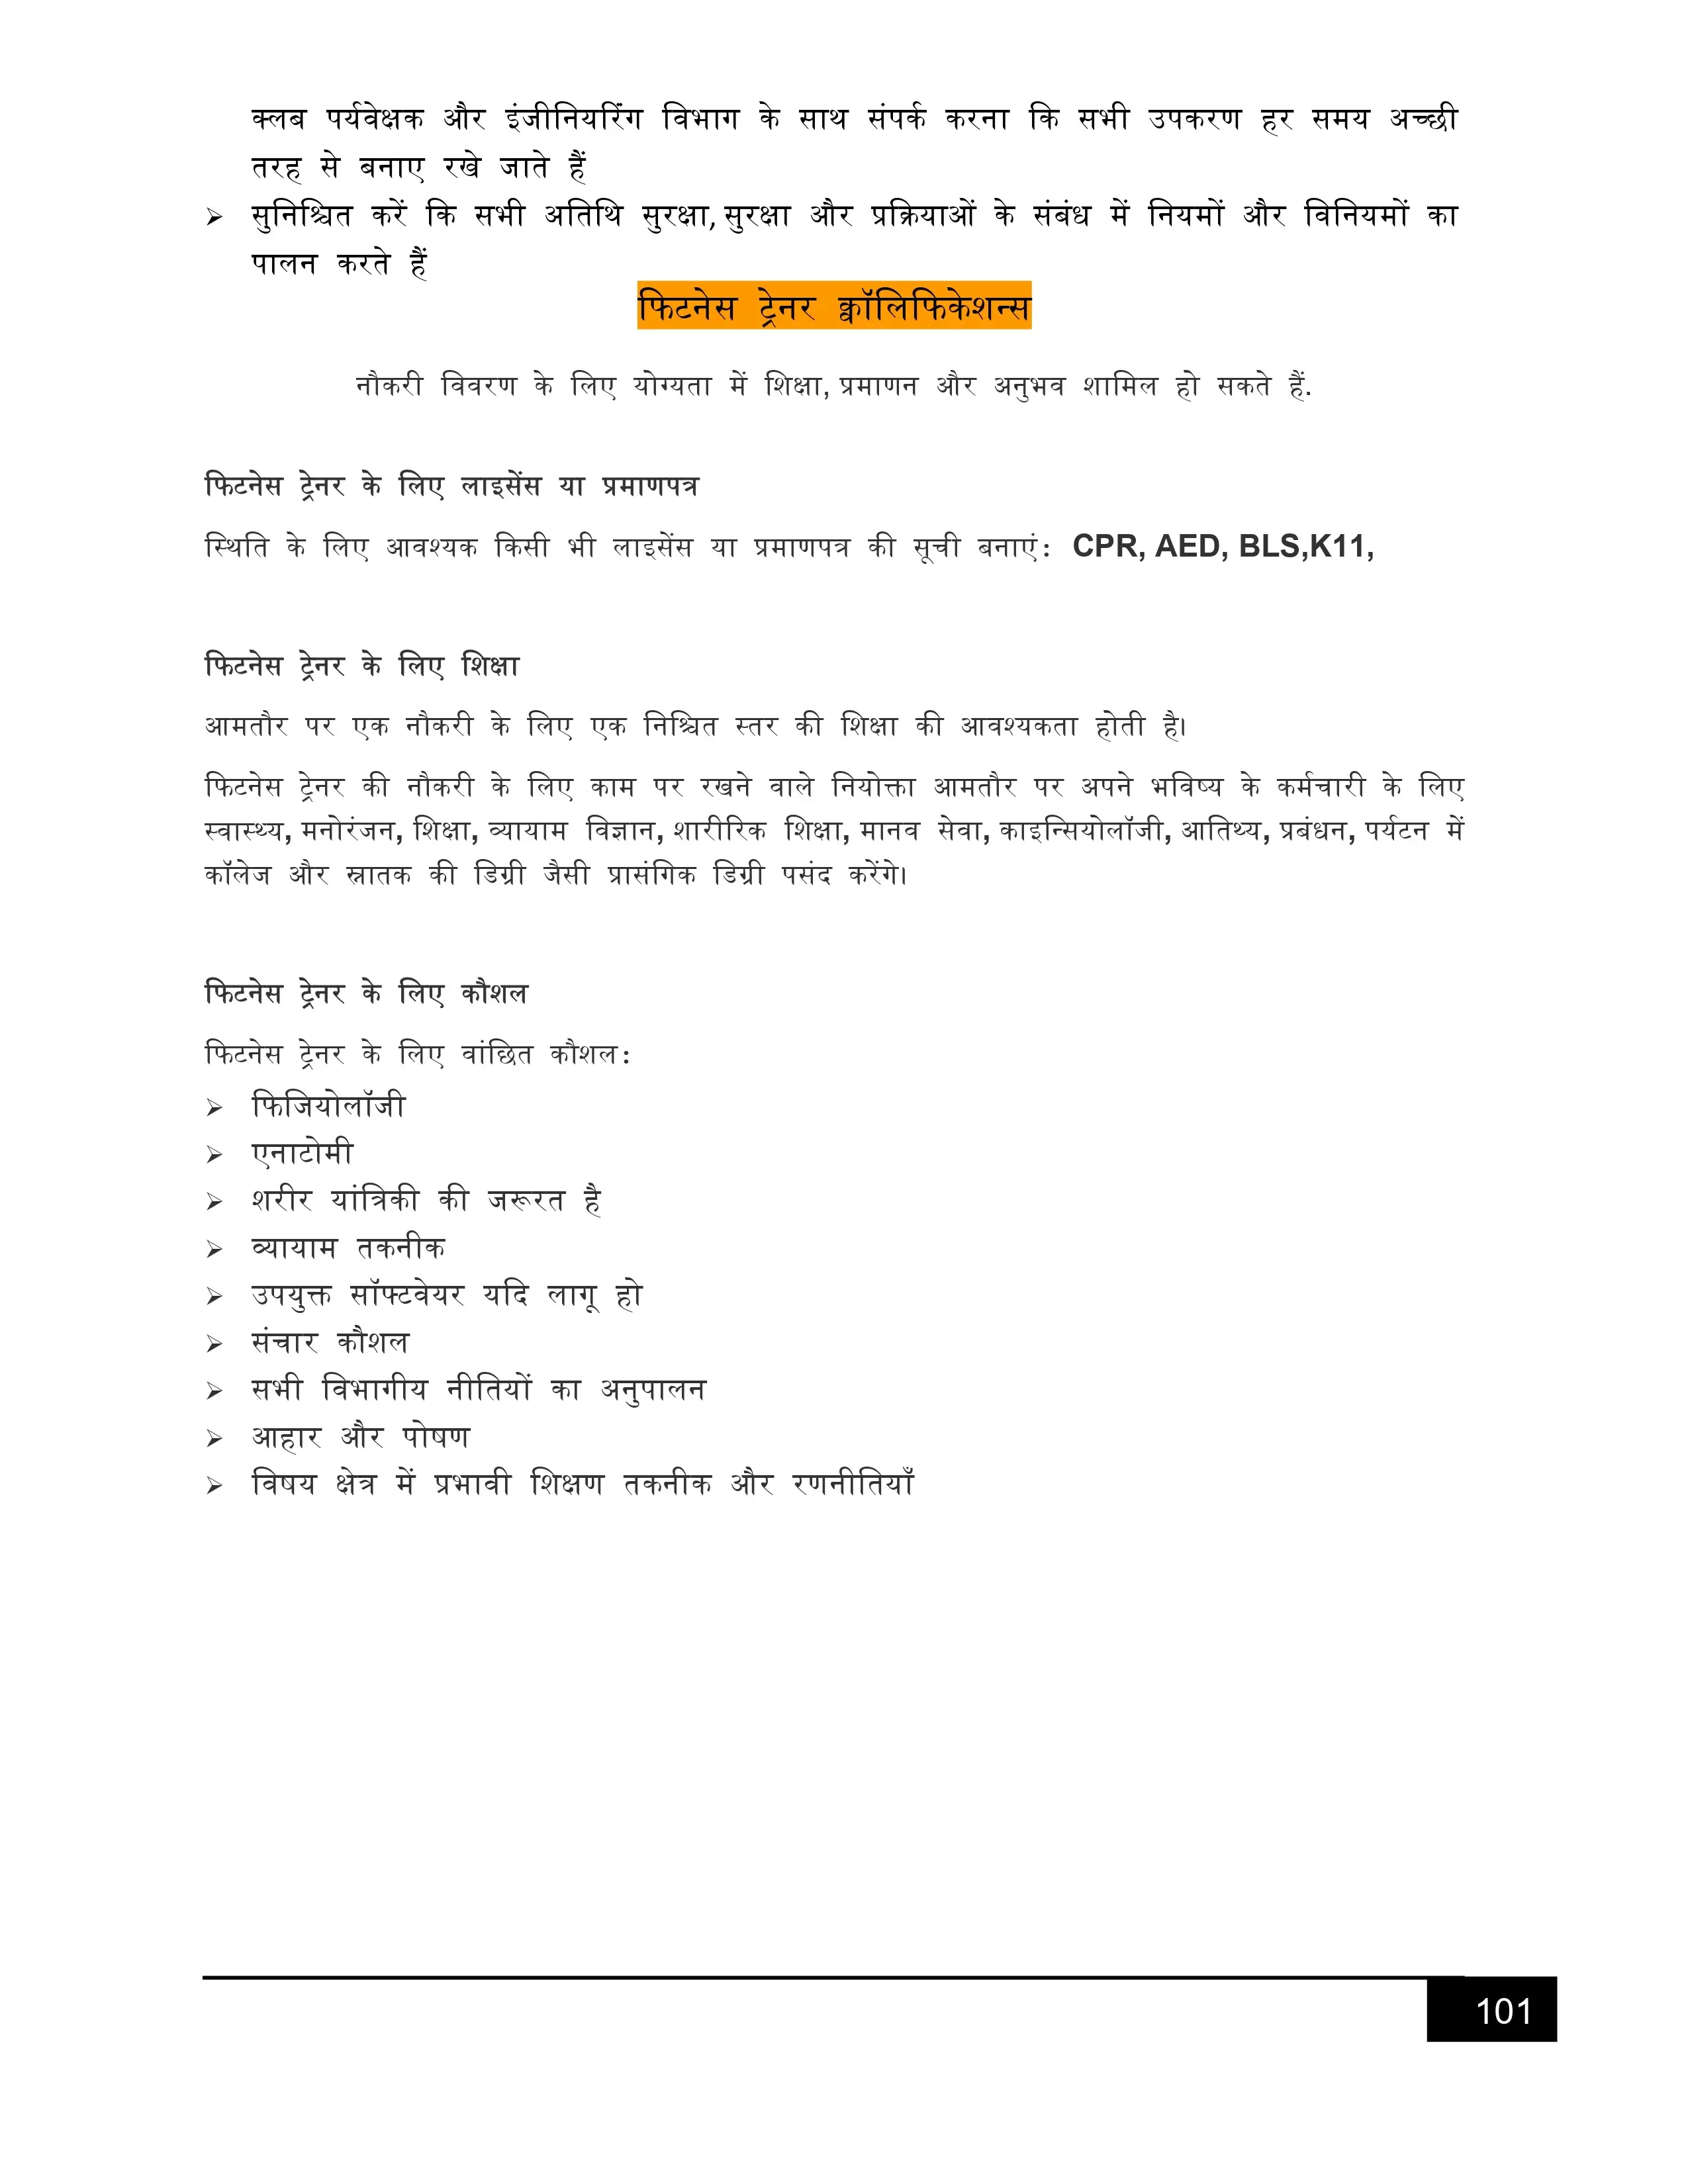 क्लब पर्यवेक्षक और इंजीनियरिंग विभाग के साथ संपर्क करना कि सभी उपकरण हर समय अच्छी
तरह से बनाए रखे जाते हैं
➢ सुनिश्चित करें कि सभी अतिथि सुरक्षा, सुरक्षा और प्रक्रियाओं के संबंध में नियमों और विनियमों का
पालन करते हैं
फिटनेस ट्रेनर क्वॉलिफिकेशन्स
नौकरी विवरण के लिए योग्यता में शिक्षा, प्रमाणन और अनुभव शामिल हो सकते हैं.
फिटनेस ट्रेनर के लिए लाइसेंस या प्रमाणपत्र
स्थिति के लिए आवश्यक किसी भी लाइसेंस या प्रमाणपत्र की सूची बनाएं: CPR, AED, BLS,K11,
फिटनेस ट्रेनर के लिए शिक्षा
आमतौर पर एक नौकरी के लिए एक निश्चित स्तर की शिक्षा की आवश्यकता होती है।
फिटनेस ट्रेनर की नौकरी के लिए काम पर रखने वाले नियोक्ता आमतौर पर अपने भविष्य के कर्मचारी के लिए
स्वास्थ्य, मनोरंजन, शिक्षा, व्यायाम विज्ञान, शारीरिक शिक्षा, मानव सेवा, काइन्सियोलॉजी, आतिथ्य, प्रबंधन, पर्यटन में
कॉलेज और स्नातक की डिग्री जैसी प्रासंगिक डिग्री पसंद करेंगे।
फिटनेस ट्रेनर के लिए कौशल
फिटनेस ट्रेनर के लिए वांछित कौशल:
➢ फिजियोलॉजी
➢ एनाटोमी
➢ शरीर यांत्रिकी की जरूरत है
➢ व्यायाम तकनीक
➢ उपयुक्त सॉफ्टवेयर यदि लागू हो
➢ संचार कौशल
➢ सभी विभागीय नीतियों का अनुपालन
➢ आहार और पोषण
➢ विषय क्षेत्र में प्रभावी शिक्षण तकनीक और रणनीतियाँ
101